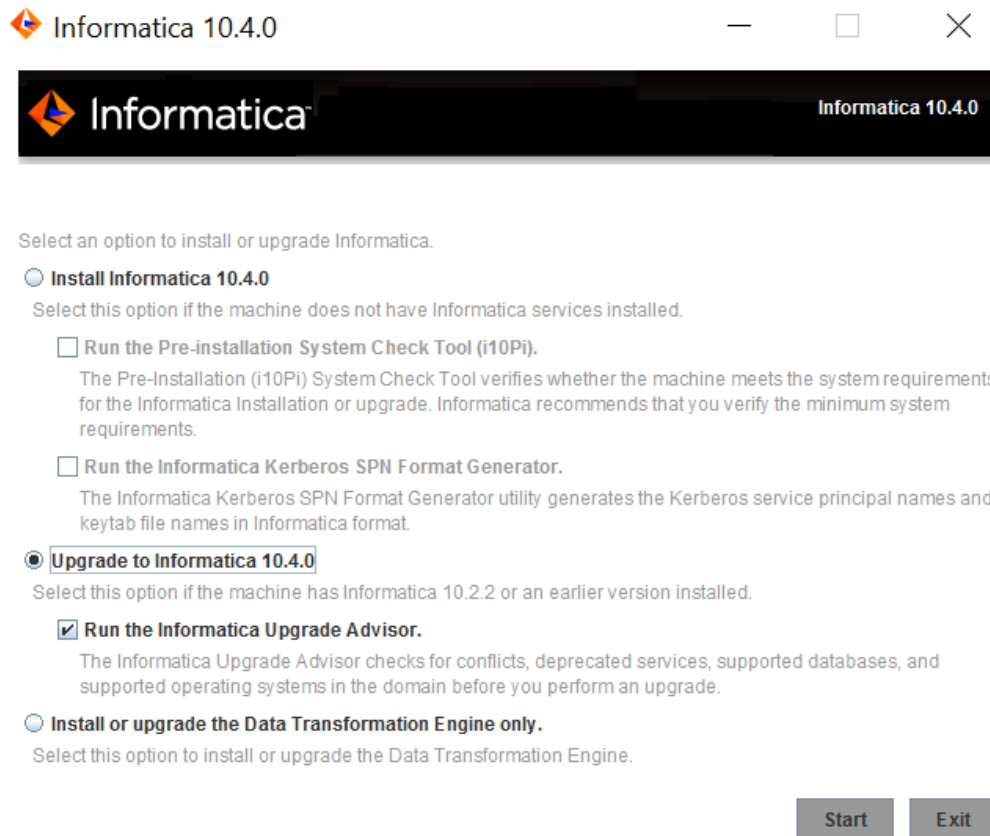 Informatica 10.4.0
Informatica
Informatica 10.4.0
Select an option to install or upgrade Informatica.
Install Informatica 10.4.0
Select this option if the machine does not have Informatica services installed.
Run the Pre-installation System Check Tool (i10Pi).
The Pre-Installation (i10Pi) System Check Tool verifies whether the machine meets the system requirements
for the Informatica Installation or upgrade. Informatica recommends that you verify the minimum system
requirements.
Run the Informatica Kerberos SPN Format Generator.
The Informatica Kerberos SPN Format Generator utility generates the Kerberos service principal names and
keytab file names in Informatica format.
Upgrade to Informatica 10.4.0
Select this option if the machine has Informatica 10.2.2 or an earlier version installed.
Run the Informatica Upgrade Advisor.
The Informatica Upgrade Advisor checks for conflicts, deprecated services, supported databases, and
supported operating systems in the domain before you perform an upgrade.
Install or upgrade the Data Transformation Engine only.
Select this option to install or upgrade the Data Transformation Engine.
Start Exit